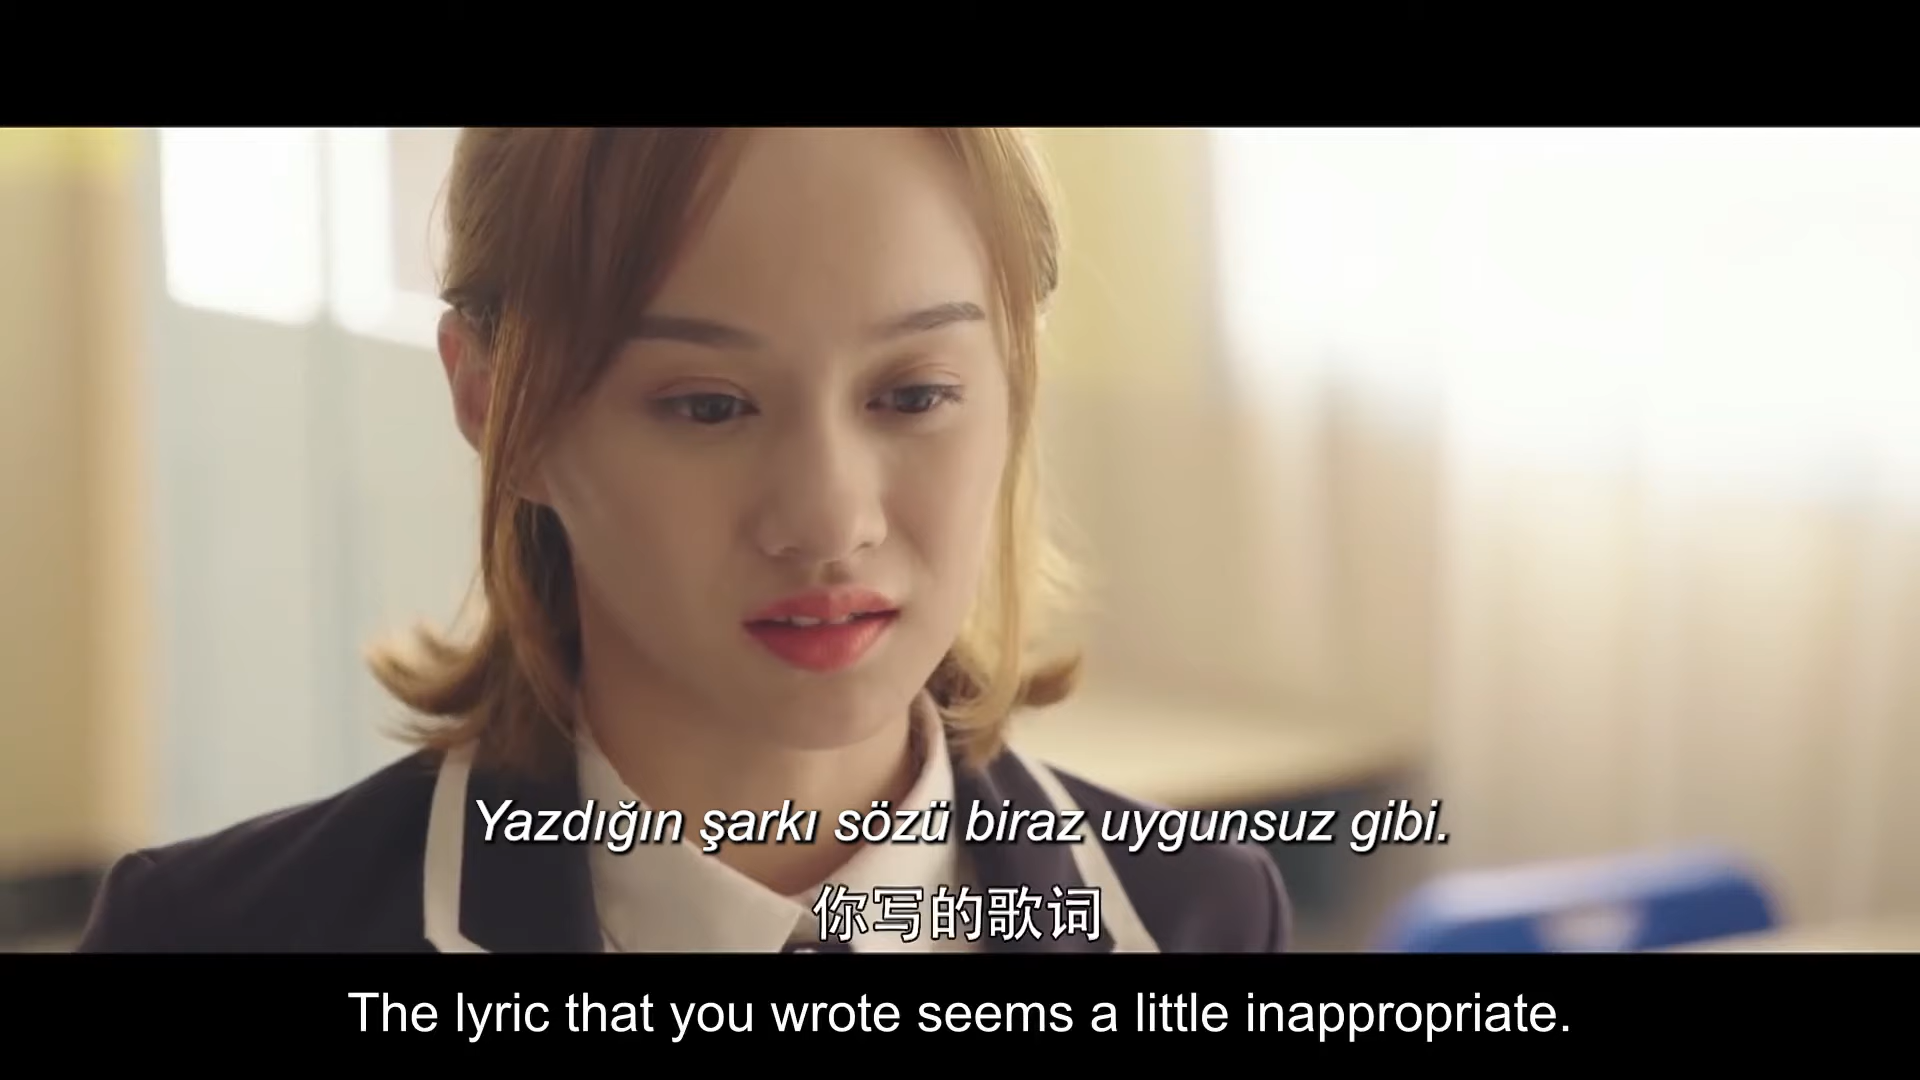 Yazdığın şarkı sözü biraz uygunsuz gibi.
你写的歌词
The lyric that you wrote seems a little inappropriate.